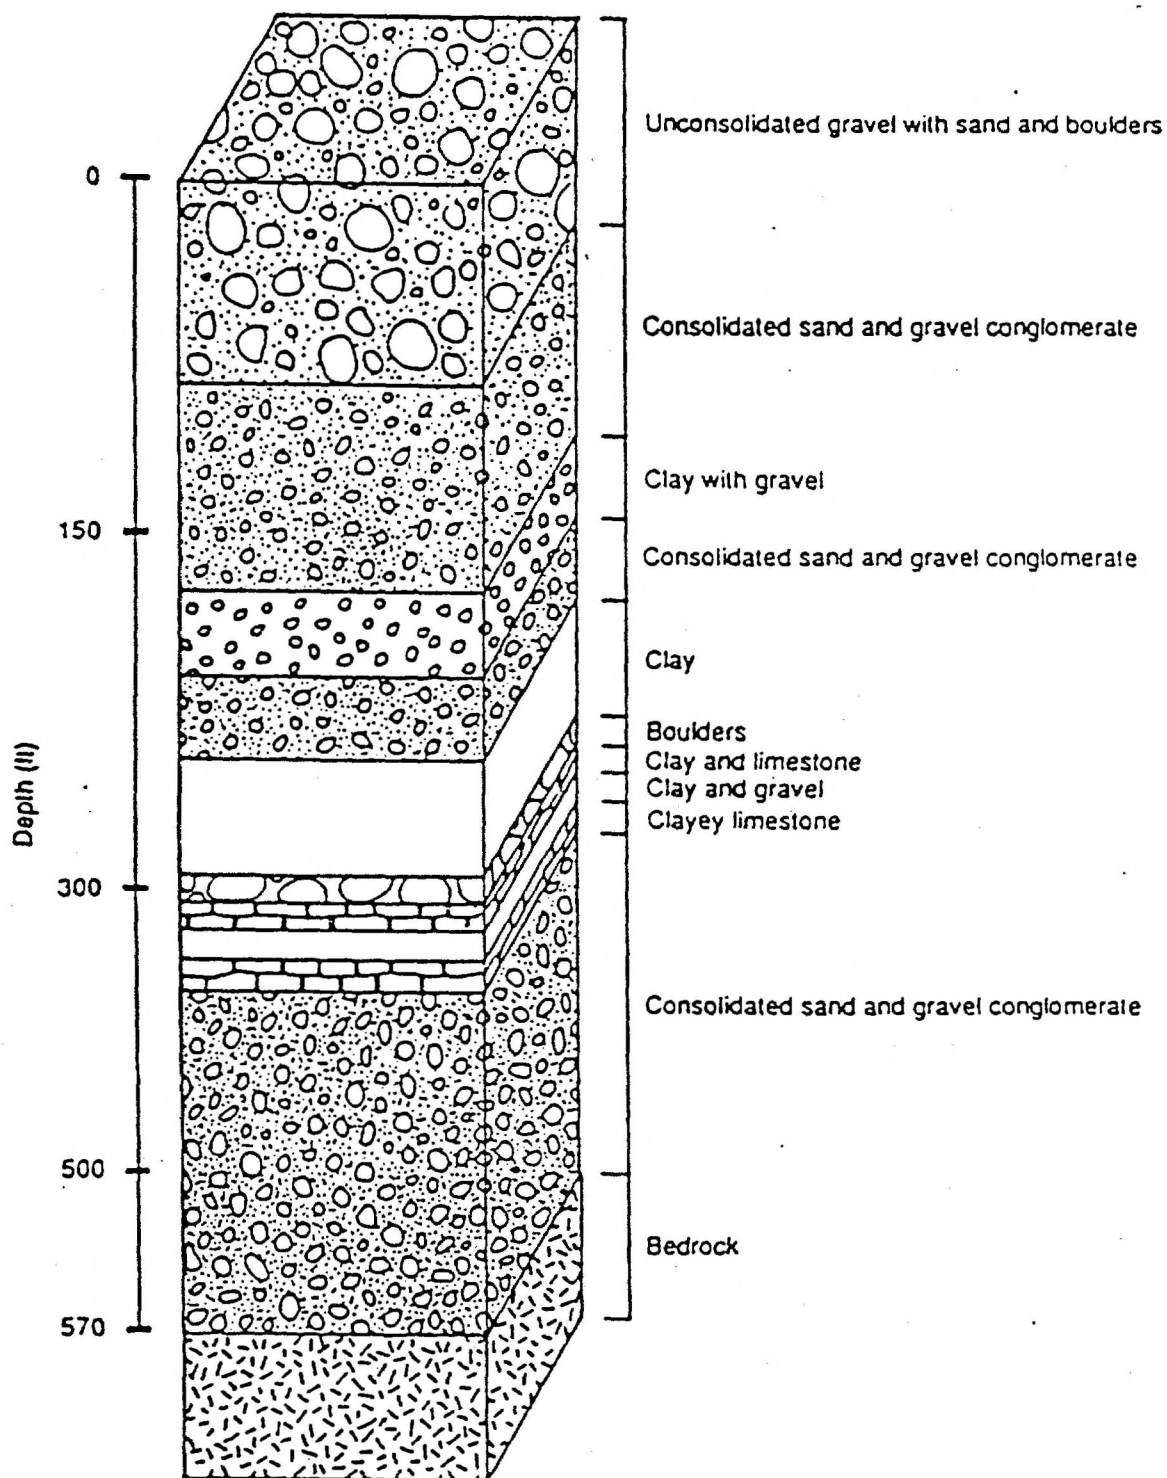 Unconsolidated gravel with sand and boulders
0
Consolidated sand and gravel conglomerate
Clay with gravel
150
Consolidated sand and gravel conglomerate
Clay
Boulders
Clay and limestone
Clay and gravel
Clayey limestone
Depth (ft)
300
Consolidated sand and gravel conglomerate
500
Bedrock
570